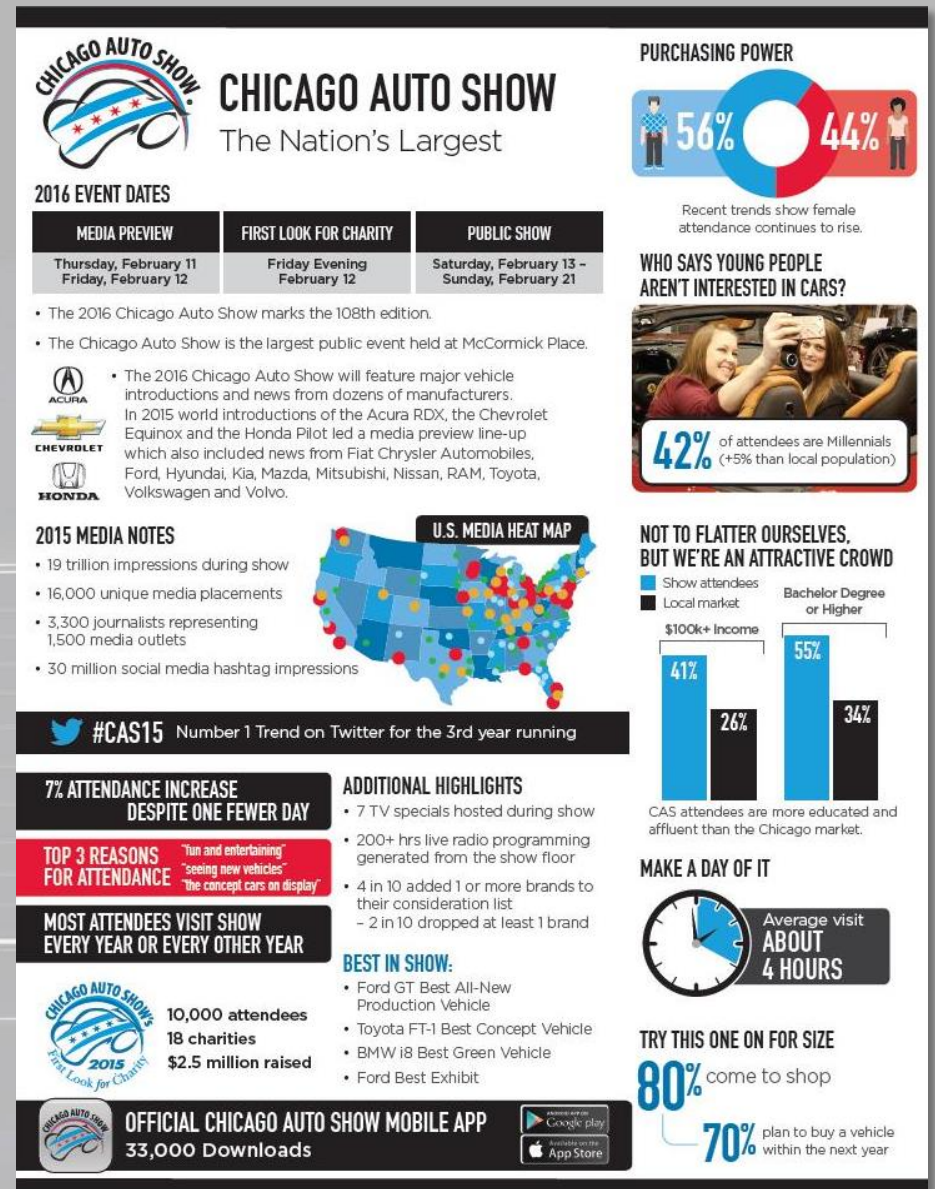 CHICAGO AUTO SHOW
CHICAGO AUTO SHOW
The Nation's Largest
2016 EVENT DATES
MEDIA PREVIEW
Thursday, February 11
Friday, February 12
FIRST LOOK FOR CHARITY
Friday Evening
February 12
PUBLIC SHOW
Saturday, February 13 –
Sunday, February 21
• The 2016 Chicago Auto Show marks the 108th edition.
• The Chicago Auto Show is the largest public event held at McCormick Place.
ACURA
CHEVROLET
HONDA
• The 2016 Chicago Auto Show will feature major vehicle
introductions and news from dozens of manufacturers.
In 2015 world introductions of the Acura RDX, the Chevrolet
Equinox and the Honda Pilot led a media preview line-up
which also included news from Fiat Chrysler Automobiles,
Ford, Hyundai, Kia, Mazda, Mitsubishi, Nissan, RAM, Toyota,
Volkswagen and Volvo.
2015 MEDIA NOTES
• 19 trillion impressions during show
• 16,000 unique media placements
• 3,300 journalists representing
1,500 media outlets
• 30 million social media hashtag impressions
U.S. MEDIA HEAT MAP
#CAS15 Number 1 Trend on Twitter for the 3rd year running
7% ATTENDANCE INCREASE
DESPITE ONE FEWER DAY
TOP 3 REASONS
FOR ATTENDANCE
"fun and entertaining"
"seeing new vehicles"
"the concept cars on display"
MOST ATTENDEES VISIT SHOW
EVERY YEAR OR EVERY OTHER YEAR
CHICAGO AUTO SHOW'S
2015
First Look for Charity
10,000 attendees
18 charities
$2.5 million raised
ADDITIONAL HIGHLIGHTS
• 7 TV specials hosted during show
• 200+ hrs live radio programming
generated from the show floor
• 4 in 10 added 1 or more brands to
their consideration list
– 2 in 10 dropped at least 1 brand
BEST IN SHOW:
• Ford GT Best All-New
Production Vehicle
• Toyota FT-1 Best Concept Vehicle
• BMW i8 Best Green Vehicle
• Ford Best Exhibit
CHICAGO AUTO SHOW
OFFICIAL CHICAGO AUTO SHOW MOBILE APP
33,000 Downloads
ANDROID APP ON
Google play
Available on the
App Store
PURCHASING POWER
56%
44%
Recent trends show female
attendance continues to rise.
WHO SAYS YOUNG PEOPLE
AREN'T INTERESTED IN CARS?
42% of attendees are Millennials
(+5% than local population)
NOT TO FLATTER OURSELVES,
BUT WE'RE AN ATTRACTIVE CROWD
Show attendees
Local market
$100k+ Income
Bachelor Degree
or Higher
41%
26%
55%
34%
CAS attendees are more educated and
affluent than the Chicago market.
MAKE A DAY OF IT
Average visit
ABOUT
4 HOURS
TRY THIS ONE ON FOR SIZE
80% come to shop
70% plan to buy a vehicle
within the next year